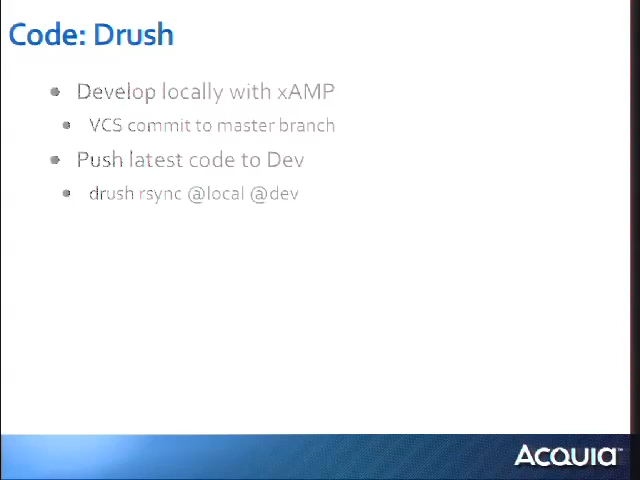 Code: Drush
Develop locally with xAMP
VCS commit to master branch
Push latest code to Dev
drush rsync @local @dev
ACQUIA™